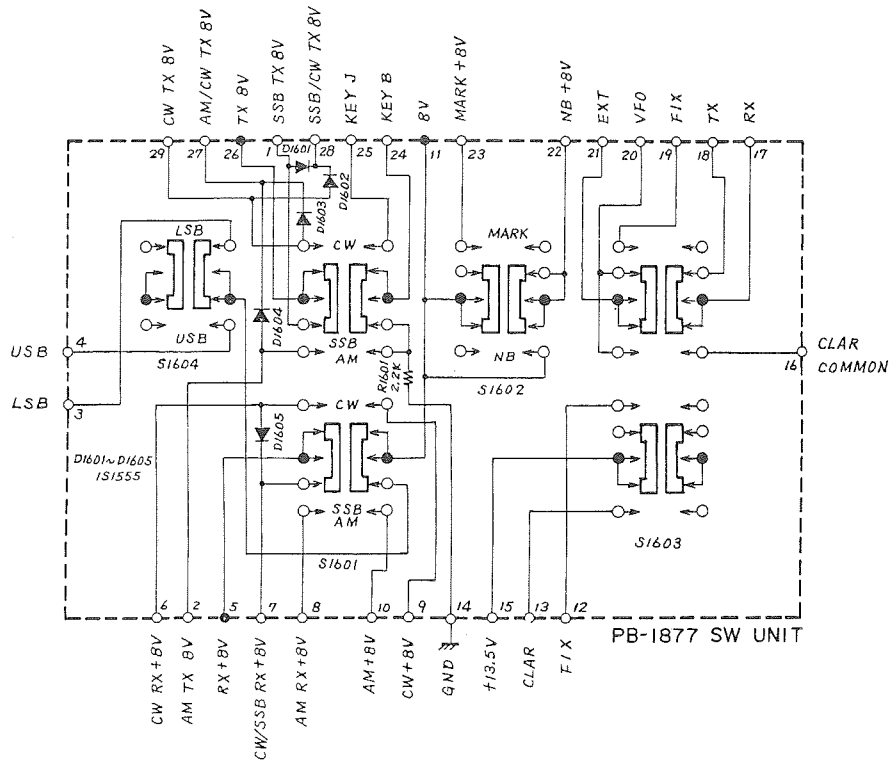 CW TX 8V
AM/CW TX 8V
TX 8V
SSB TX 8V
SSB/CW TX 8V
KEY J
KEY B
8V
MARK+8V
NB+8V
EXT
VFO
FIX
TX
RX
29
27
26
1
28
25
24
11
23
22
21
20
19
18
17
D1601
D1602
D1603
LSB
CW
MARK
D1604
USB
SSB
AM
NB
USB
4
S1604
R1601
2.2K
S1602
16
CLAR
COMMON
LSB
3
CW
D1605
D1601~D1605
1S1555
SSB
AM
S1601
S1603
6
2
5
7
8
10
9
14
15
13
12
PB-1877 SW UNIT
CW RX+8V
AM TX 8V
RX+8V
CW/SSB RX+8V
AM RX+8V
AM+8V
CW+8V
GND
+13.5V
CLAR
FIX